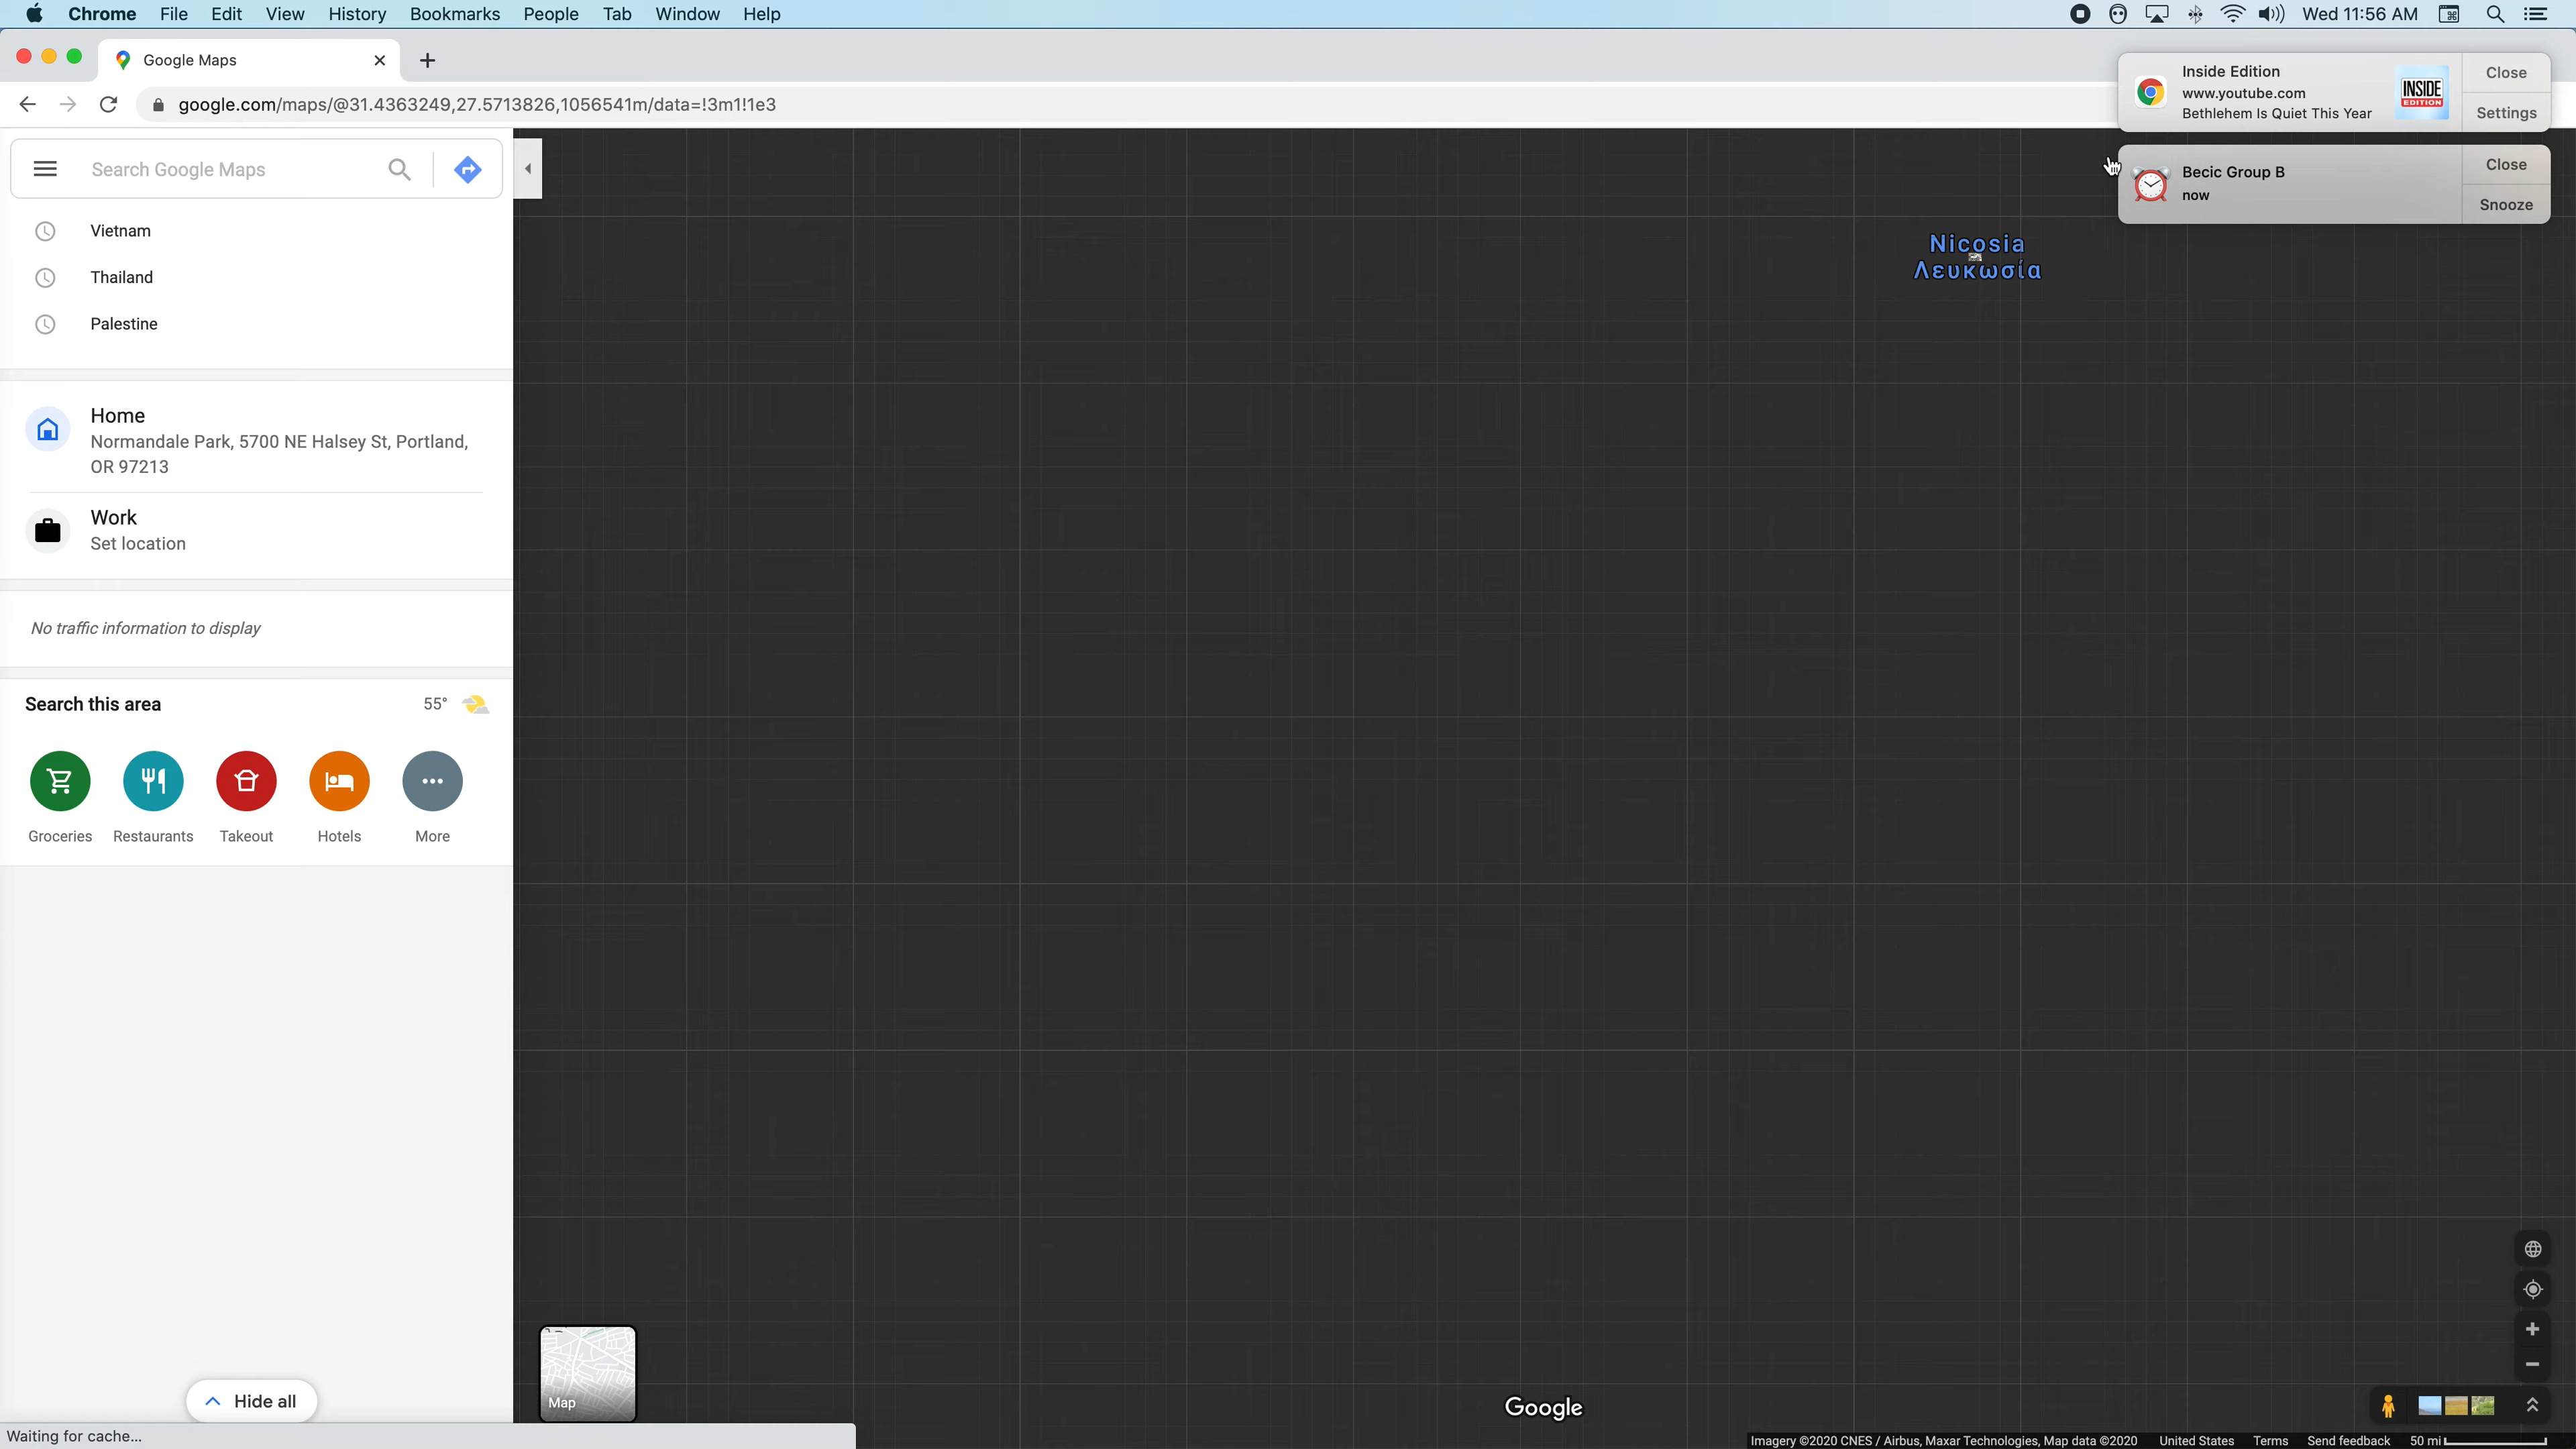 Chrome File Edit View History Bookmarks People Tab Window Help
Wed 11:56 AM
Google Maps
google.com/maps/@31.4363249,27.5713826,1056541m/data=!3m1!1e3
Inside Edition
www.youtube.com
Bethlehem Is Quiet This Year
INSIDE
EDITION
Close
Settings
Becic Group B
now
Close
Snooze
Search Google Maps
Vietnam
Thailand
Palestine
Home
Normandale Park, 5700 NE Halsey St, Portland,
OR 97213
Work
Set location
No traffic information to display
Search this area 55°
Groceries Restaurants Takeout Hotels More
Hide all
Waiting for cache...
Nicosia
Λευκωσία
Map
Google
Imagery ©2020 CNES / Airbus, Maxar Technologies, Map data ©2020 United States Terms Send feedback 50 mi